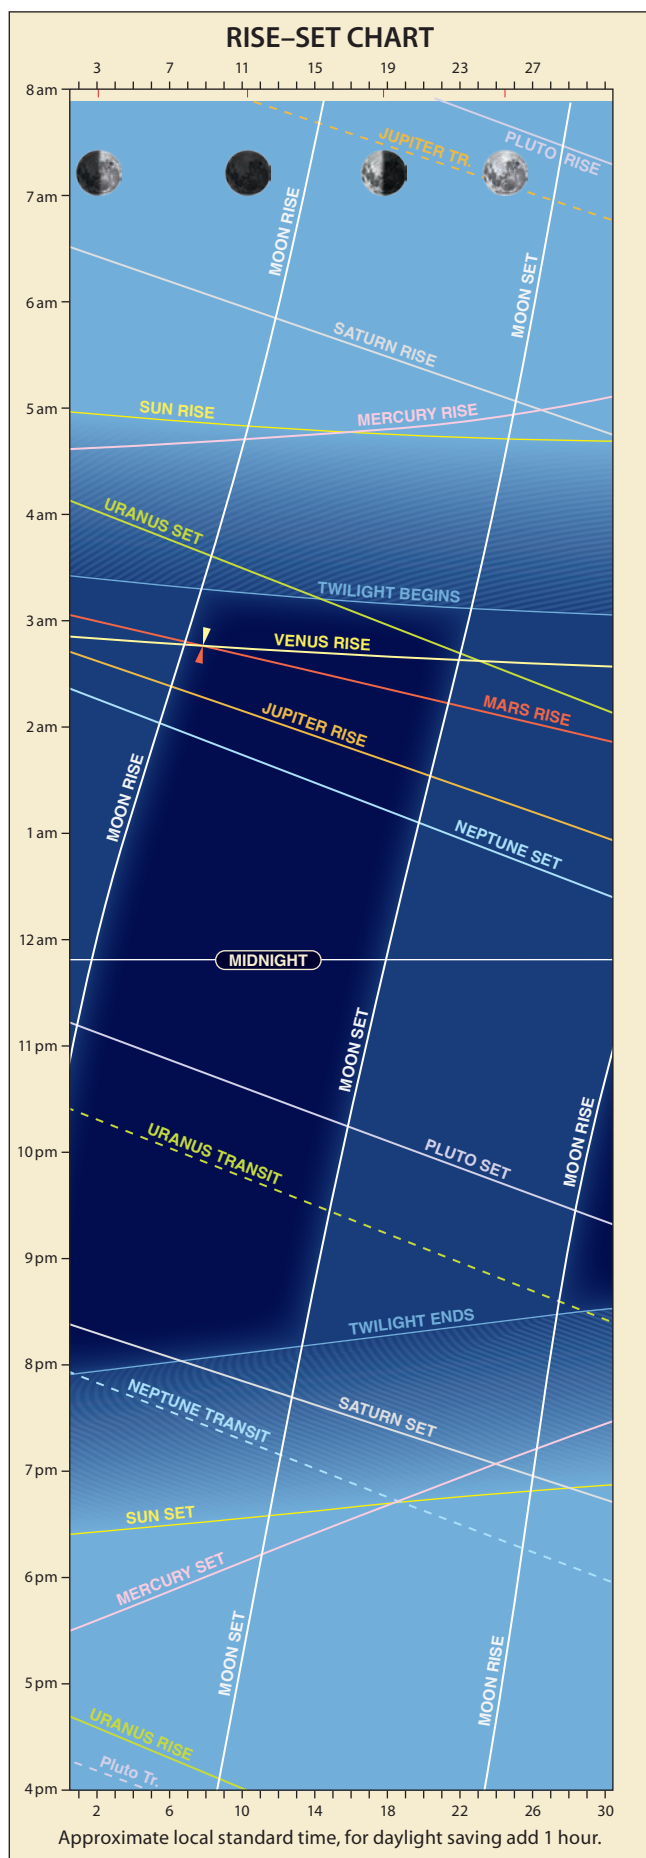 RISE–SET CHART
3 7 11 15 19 23 27
8 am
JUPITER TR.
PLUTO RISE
7 am
MOON RISE
MOON SET
6 am
SATURN RISE
5 am
SUN RISE
MERCURY RISE
4 am
URANUS SET
TWILIGHT BEGINS
3 am
VENUS RISE
MARS RISE
JUPITER RISE
2 am
MOON RISE
1 am
NEPTUNE SET
12 am
MIDNIGHT
11 pm
MOON SET
MOON RISE
10 pm
URANUS TRANSIT
PLUTO SET
9 pm
TWILIGHT ENDS
8 pm
NEPTUNE TRANSIT
SATURN SET
7 pm
SUN SET
6 pm
MERCURY SET
MOON SET
MOON RISE
5 pm
URANUS RISE
Pluto Tr.
4 pm
2 6 10 14 18 22 26 30
Approximate local standard time, for daylight saving add 1 hour.